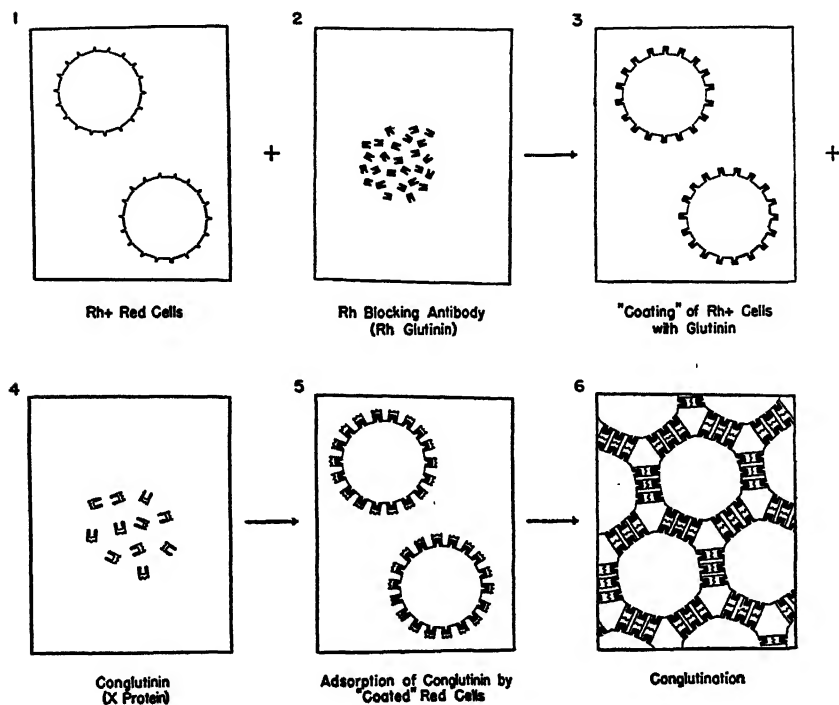 1
2
3
+
+
Rh+ Red Cells
Rh Blocking Antibody
(Rh Glutinin)
"Coating" of Rh+ Cells
with Glutinin
4
5
6
Conglutinin
(X Protein)
Adsorption of Conglutinin by
"Coated" Red Cells
Conglutination